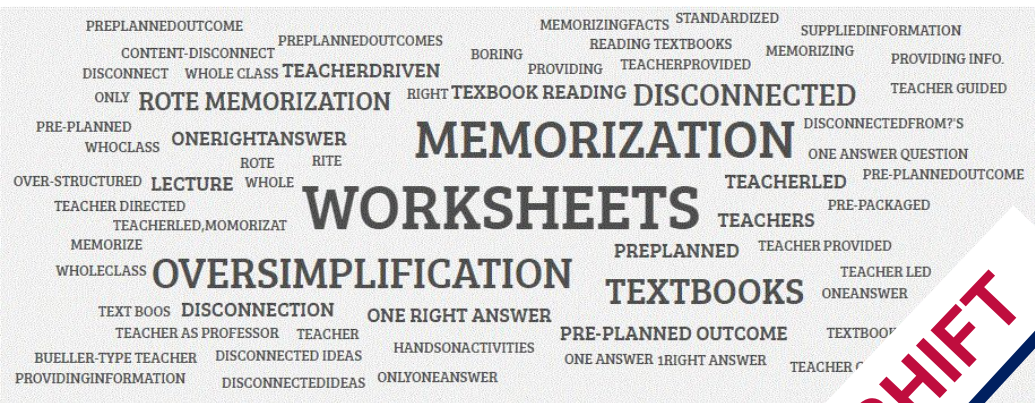 PREPLANNEDOUTCOME
MEMORIZINGFACTS STANDARDIZED
SUPPLIEDINFORMATION
CONTENT-DISCONNECT PREPLANNEDOUTCOMES
BORING
READING TEXTBOOKS
MEMORIZING
PROVIDING INFO.
DISCONNECT WHOLE CLASS TEACHERDRIVEN
PROVIDING TEACHERPROVIDED
ONLY ROTE MEMORIZATION RIGHT TEXBOOK READING DISCONNECTED TEACHER GUIDED
PRE-PLANNED
WHOCLASS ONERIGHTANSWER
MEMORIZATION
DISCONNECTEDFROM?'S
ROTE RITE
ONE ANSWER QUESTION
OVER-STRUCTURED LECTURE WHOLE
TEACHERLED PRE-PLANNEDOUTCOME
TEACHER DIRECTED
WORKSHEETS
PRE-PACKAGED
TEACHERLED,MOMORIZAT
TEACHERS
MEMORIZE
PREPLANNED TEACHER PROVIDED
WHOLECLASS OVERSIMPLIFICATION
TEACHER LED
TEXTBOOKS ONEANSWER
TEXT BOOS DISCONNECTION ONE RIGHT ANSWER
TEACHER AS PROFESSOR TEACHER
PRE-PLANNED OUTCOME
BUELLER-TYPE TEACHER DISCONNECTED IDEAS HANDSONACTIVITIES
ONE ANSWER 1RIGHT ANSWER
TEACHER
PROVIDINGINFORMATION DISCONNECTEDIDEAS ONLYONEANSWER